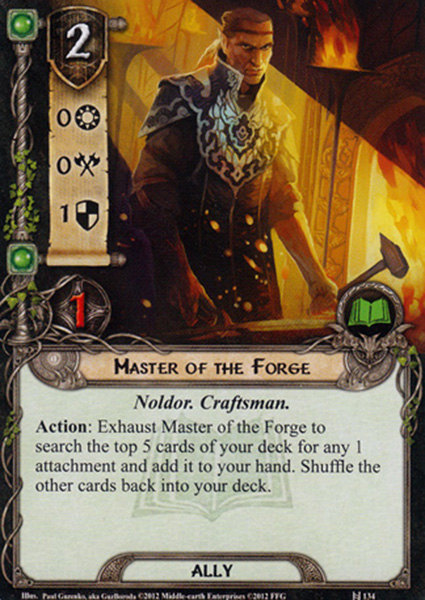 2
0
0
1
1
Master of the Forge
Noldor. Craftsman.
Action: Exhaust Master of the Forge to
search the top 5 cards of your deck for any 1
attachment and add it to your hand. Shuffle the
other cards back into your deck.
ALLY
Illus. Paul Guzenko, aka GuzBoroda ©2012 Middle-earth Enterprises ©2012 FFG 134